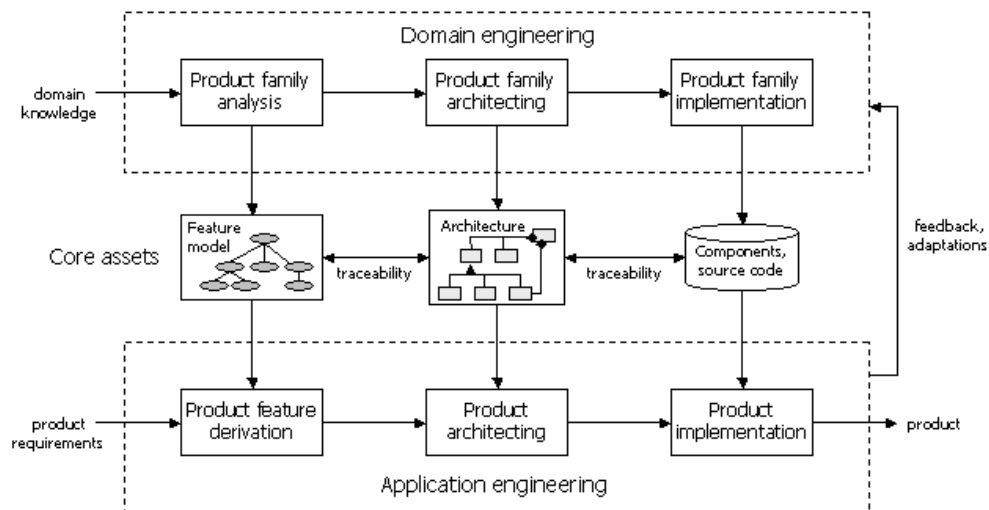 Domain engineering
domain
knowledge
Product family
analysis
Product family
architecting
Product family
implementation
Core assets
Feature
model
traceability
Architecture
traceability
Components,
source code
feedback,
adaptations
product
requirements
Product feature
derivation
Product
architecting
Product
implementation
product
Application engineering